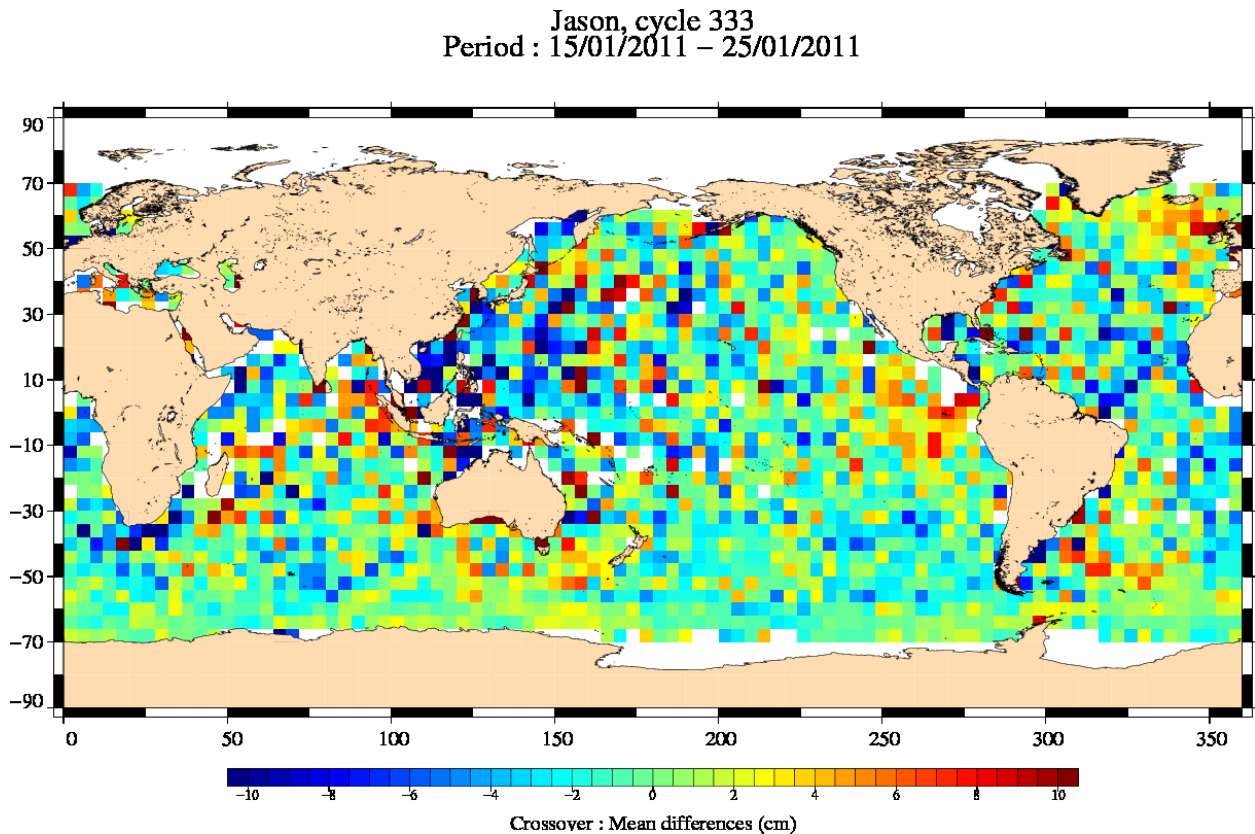 Jason, cycle 333
Period : 15/01/2011 – 25/01/2011
90
70
50
30
10
−10
−30
−50
−70
−90
0 50 100 150 200 250 300 350
−10 −8 −6 −4 −2 0 2 4 6 8 10
Crossover : Mean differences (cm)